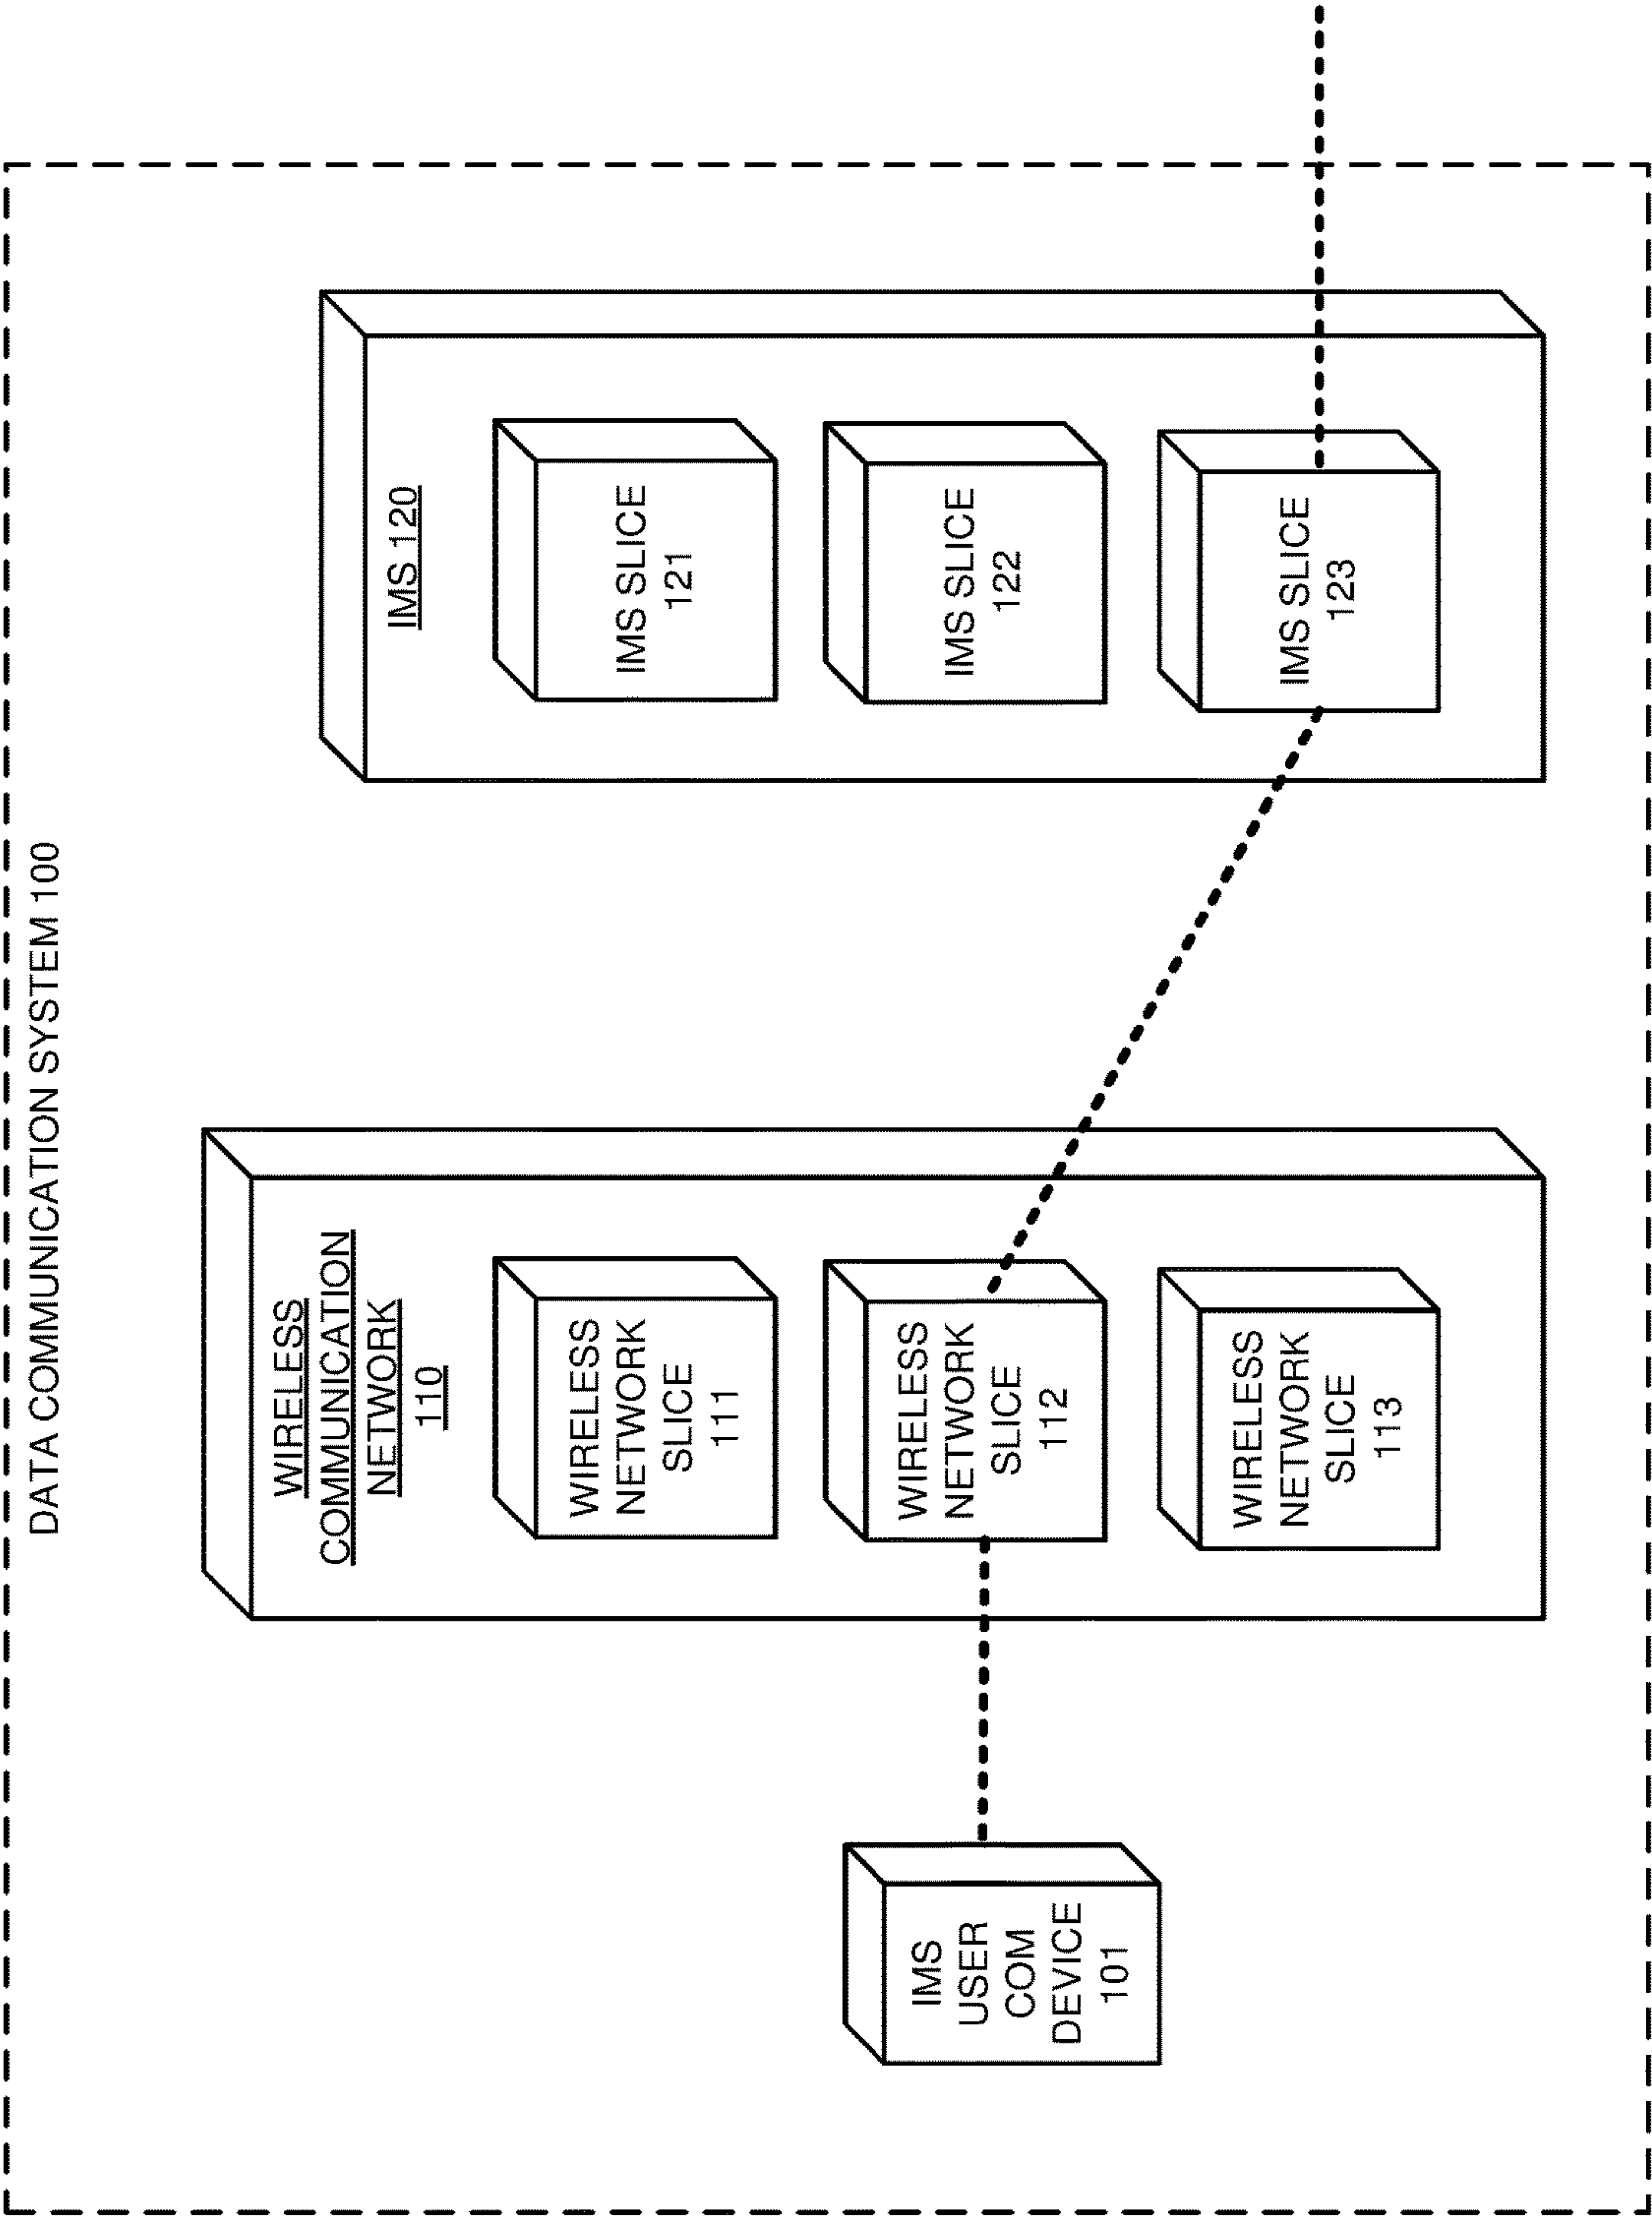 DATA COMMUNICATION SYSTEM 100
IMS
USER
COM
DEVICE
101
WIRELESS
COMMUNICATION
NETWORK
110
WIRELESS
NETWORK
SLICE
111
WIRELESS
NETWORK
SLICE
112
WIRELESS
NETWORK
SLICE
113
IMS 120
IMS SLICE
121
IMS SLICE
122
IMS SLICE
123